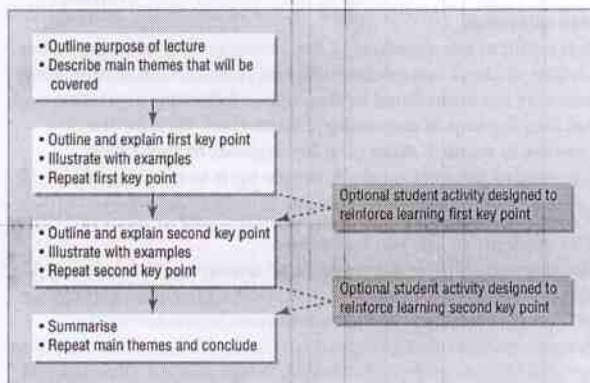 • Outline purpose of lecture
• Describe main themes that will be
covered
• Outline and explain first key point
• Illustrate with examples
• Repeat first key point
Optional student activity designed to
reinforce learning first key point
• Outline and explain second key point
• Illustrate with examples
• Repeat second key point
Optional student activity designed to
reinforce learning second key point
• Summarise
• Repeat main themes and conclude